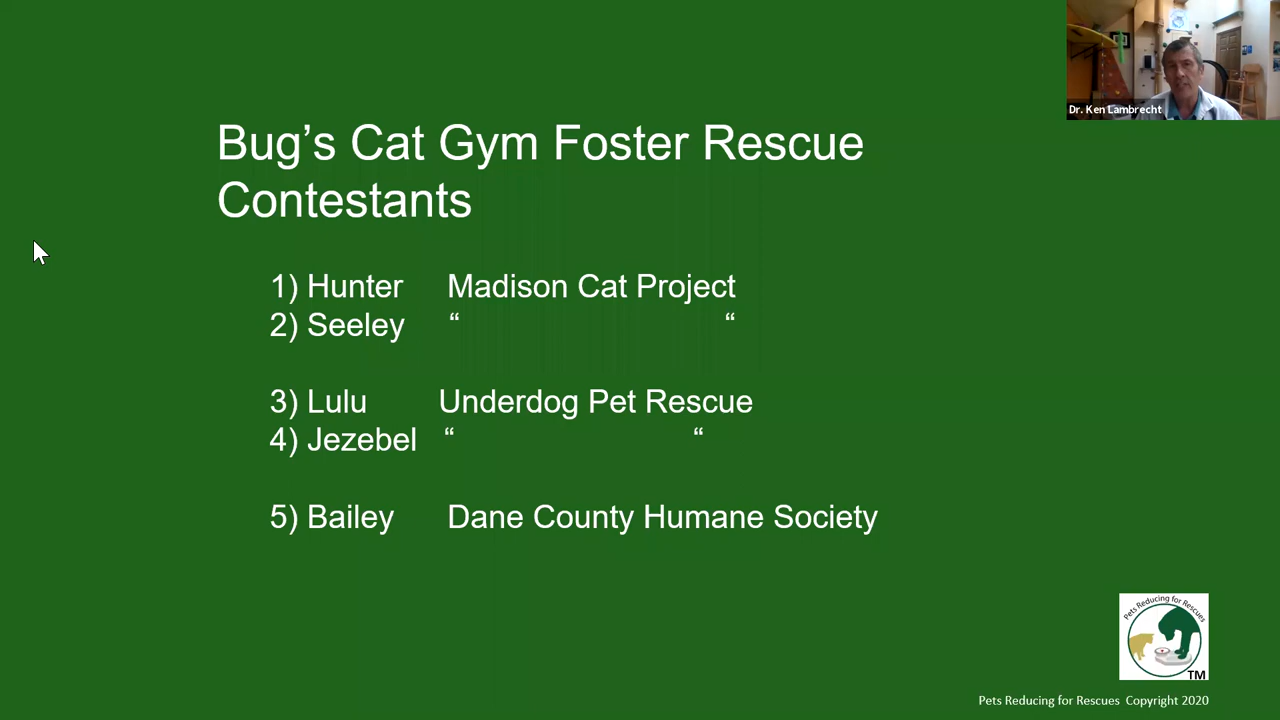 Dr. Ken Lambrecht
Bug’s Cat Gym Foster Rescue
Contestants
1) Hunter Madison Cat Project
2) Seeley “ “
3) Lulu Underdog Pet Rescue
4) Jezebel “ “
5) Bailey Dane County Humane Society
Pets Reducing for Rescues
TM
Pets Reducing for Rescues Copyright 2020